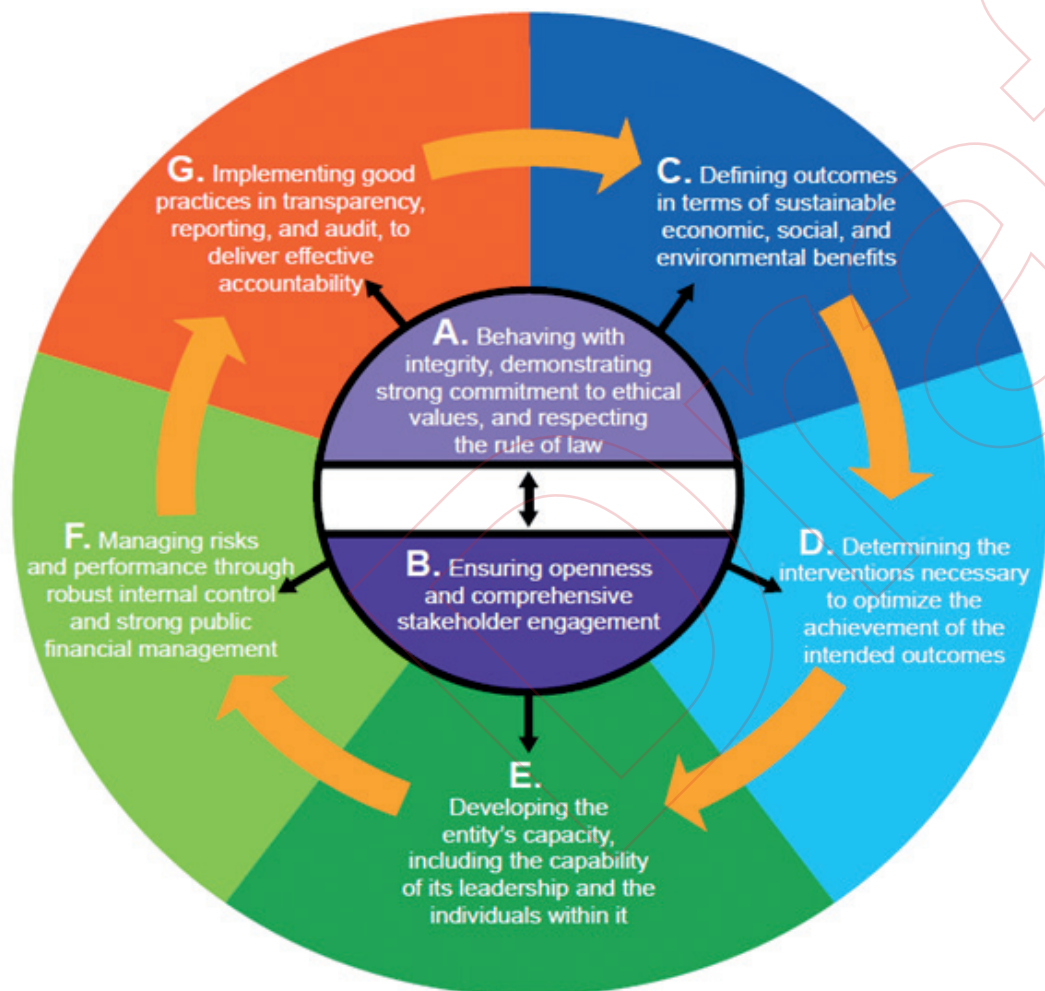 G. Implementing good
practices in transparency,
reporting, and audit, to
deliver effective
accountability
C. Defining outcomes
in terms of sustainable
economic, social, and
environmental benefits
A. Behaving with
integrity, demonstrating
strong commitment to ethical
values, and respecting
the rule of law
B. Ensuring openness
and comprehensive
stakeholder engagement
D. Determining the
interventions necessary
to optimize the
achievement of the
intended outcomes
E.
Developing the
entity's capacity,
including the capability
of its leadership and the
individuals within it
F. Managing risks
and performance through
robust internal control
and strong public
financial management